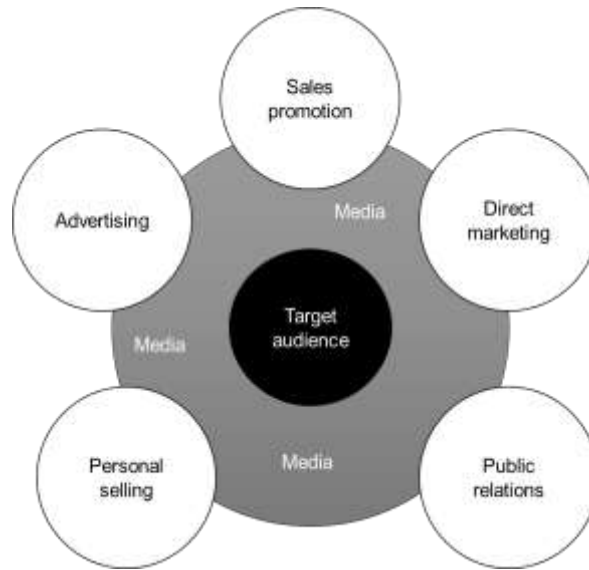 Sales
promotion
Advertising
Media
Direct
marketing
Target
audience
Media
Personal
selling
Media
Public
relations